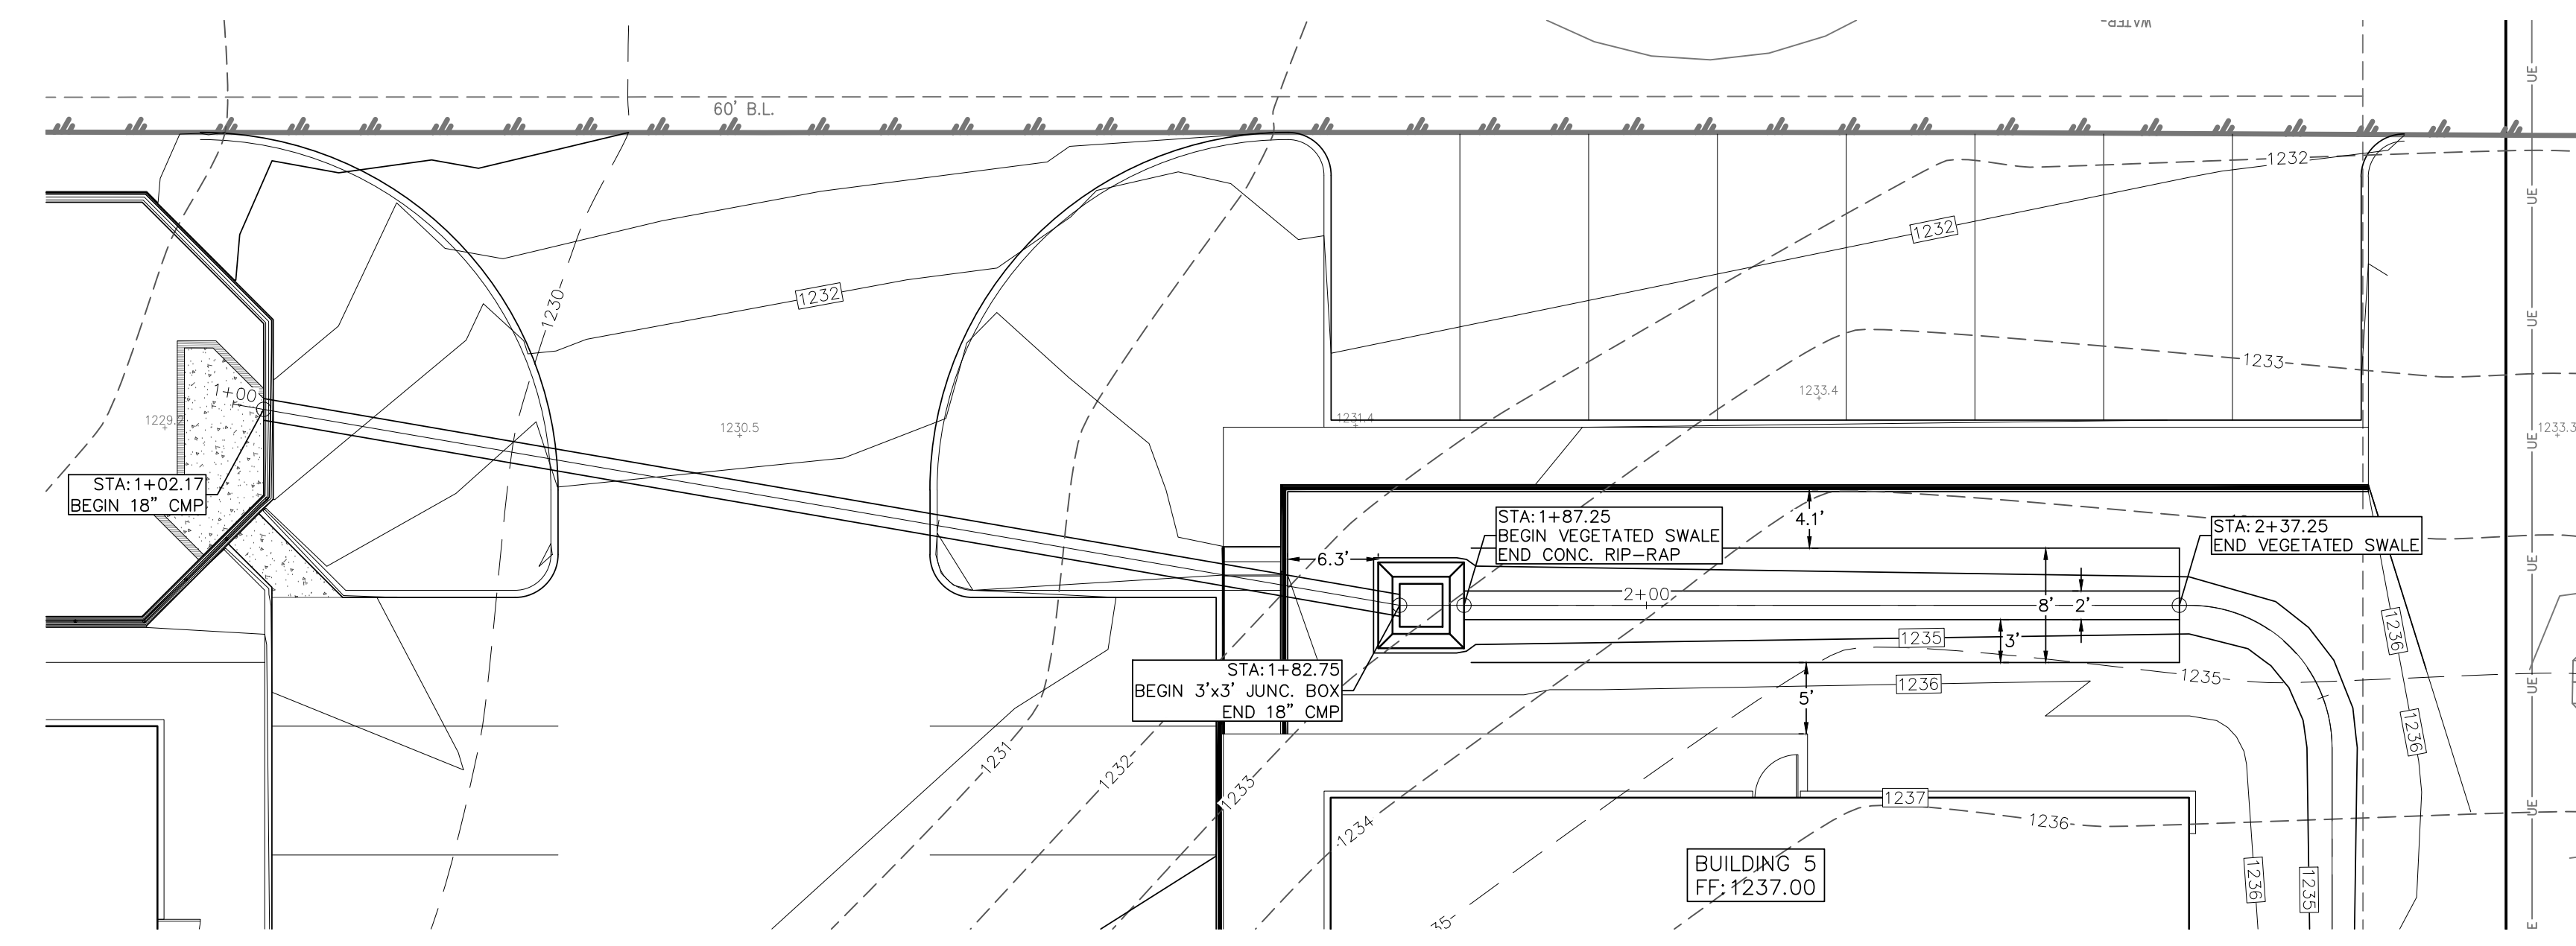 WATER-
UE
60' B.L.
1232
UE
1232
1230-
1232
UE
1233
1+00
1229.2
1230.5
1231.4
1233.4
1233.3
UE
STA:1+02.17
BEGIN 18" CMP
4.1'
STA:1+87.25
BEGIN VEGETATED SWALE
END CONC. RIP-RAP
STA: 2+37.25
END VEGETATED SWALE
6.3'
UE
2+00
8'
2'
3'
1235
1236
STA:1+82.75
BEGIN 3'x3' JUNC. BOX
END 18" CMP
1236
1235-
5'
UE
1236
-1231
1232-
1233
1237
-1234
1236-
UE
BUILDING 5
FF:1237.00
1236
1235
35-